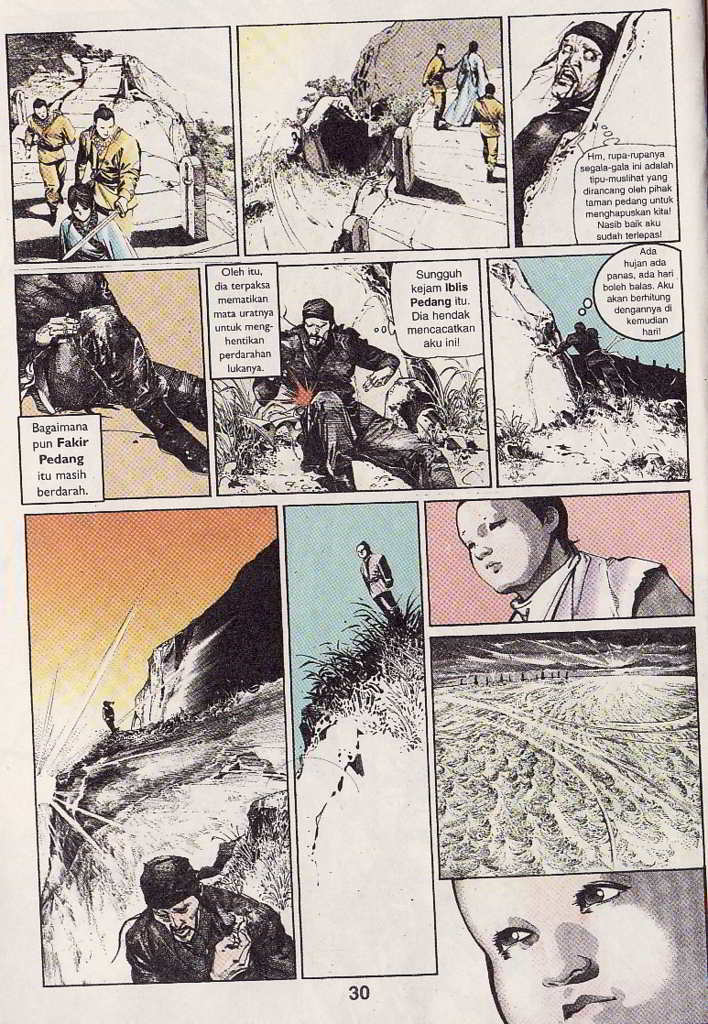 Hm, rupa-rupanya
segala-gala ini adalah
tipu-muslihat yang
dirancang oleh pihak
taman pedang untuk
menghapuskan kita!
Nasib baik aku
sudah terlepas!
Bagaimana
pun Fakir
Pedang
itu masih
berdarah.
Oleh itu,
dia terpaksa
mematikan
mata uratnya
untuk meng-
hentikan
perdarahan
lukanya.
Sungguh
kejam Iblis
Pedang itu.
Dia hendak
mencacatkan
aku ini!
Ada
hujan ada
panas, ada hari
boleh balas. Aku
akan berhitung
dengannya di
kemudian
hari!
30